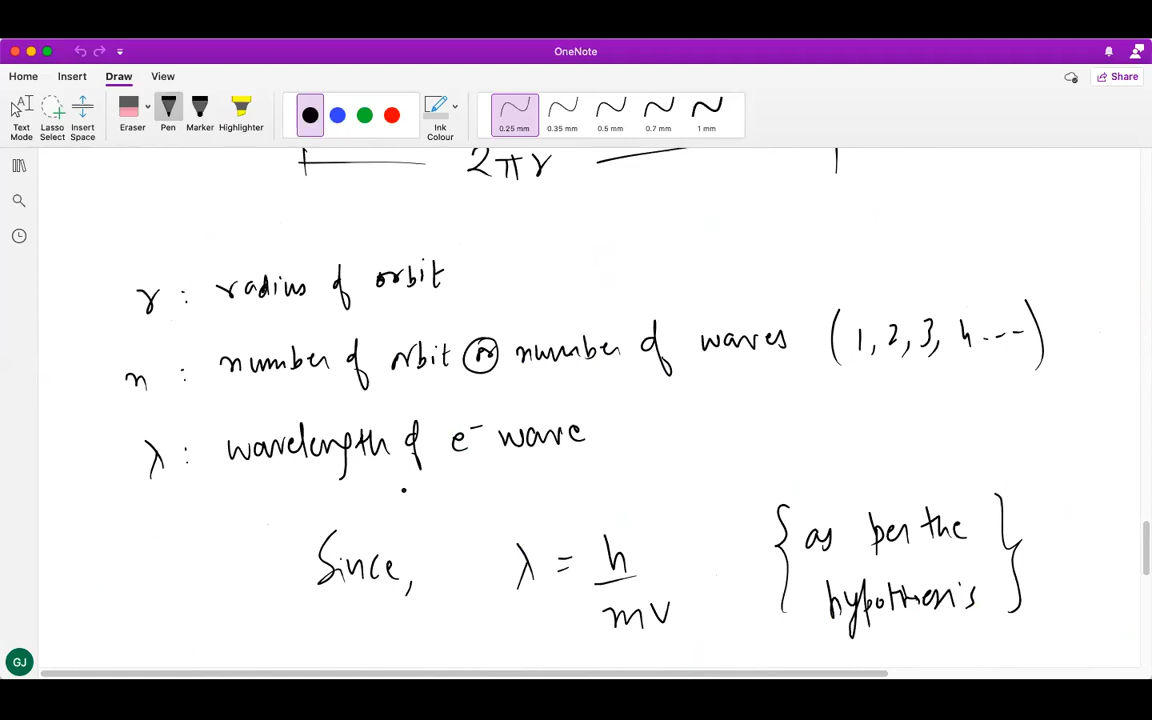 OneNote
Home Insert Draw View
Share
Text Mode
Lasso Select
Insert Space
Eraser
Pen
Marker
Highlighter
Ink Colour
0.25 mm
0.35 mm
0.5 mm
0.7 mm
1 mm
2πr
r : radius of orbit
n : number of orbit or number of waves (1, 2, 3, 4 ...)
λ : wavelength of e⁻ wave
Since, λ = h/mv {as per the hypothesis}
GJ